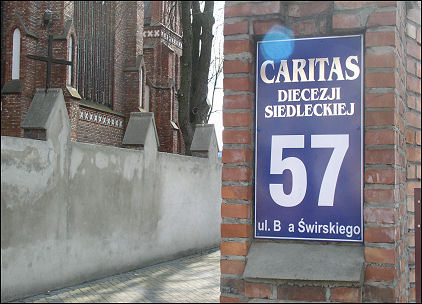 CARITAS
DIECEZJI
SIEDLECKIEJ
57
ul. B a Świrskiego